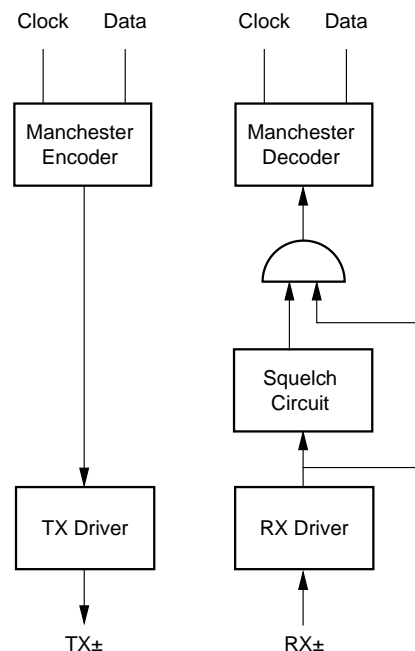 Clock Data Clock Data
Manchester
Encoder
Manchester
Decoder
Squelch
Circuit
TX Driver
RX Driver
TX±
RX±